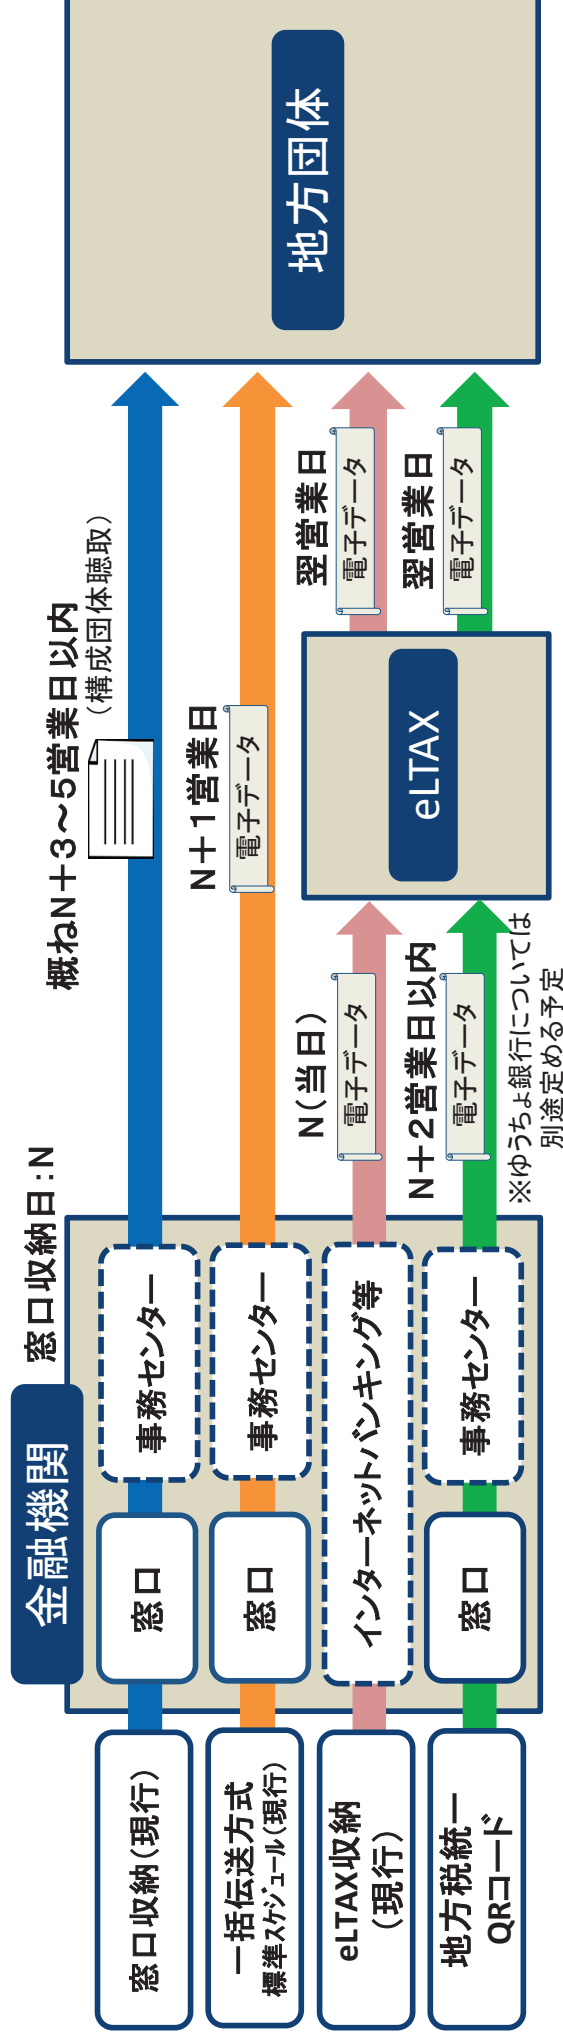 金融機関
窓口収納日:N
地方団体
窓口収納(現行)
窓口
事務センター
概ねN+3~5営業日以内
(構成団体聴取)
一括伝送方式
標準スケジュール(現行)
窓口
事務センター
N+1営業日
電子データ
eLTAX収納
(現行)
インターネットバンキング等
N(当日)
電子データ
eLTAX
翌営業日
電子データ
地方税統一
QRコード
窓口
事務センター
N+2営業日以内
電子データ
※ゆうちょ銀行については
別途定める予定
翌営業日
電子データ